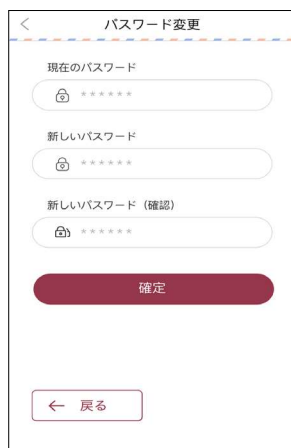 パスワード変更
現在のパスワード
******
新しいパスワード
******
新しいパスワード（確認）
******
確定
← 戻る